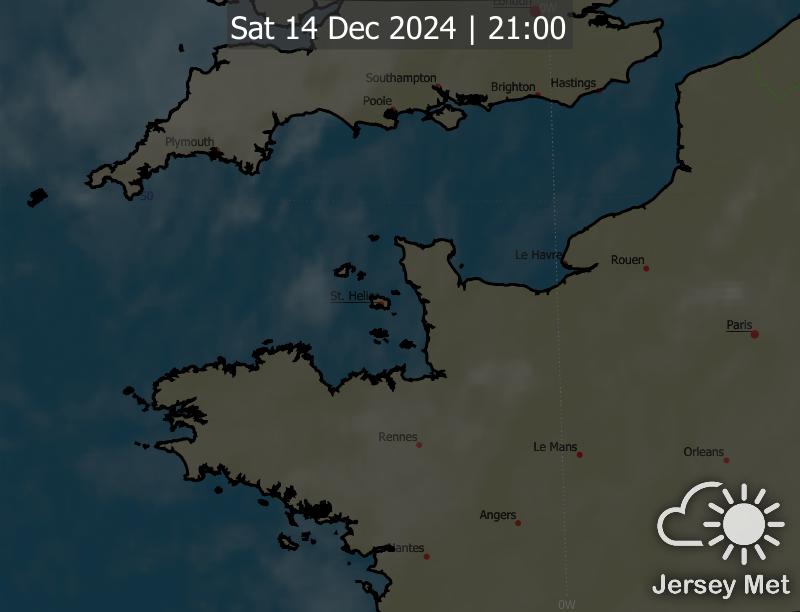 London
0W
Sat 14 Dec 2024 | 21:00
Southampton
Brighton
Hastings
Poole
Plymouth
50
Le Havre
Rouen
St. Helier
Paris
Rennes
Le Mans
Orleans
Angers
Nantes
Jersey Met
0W